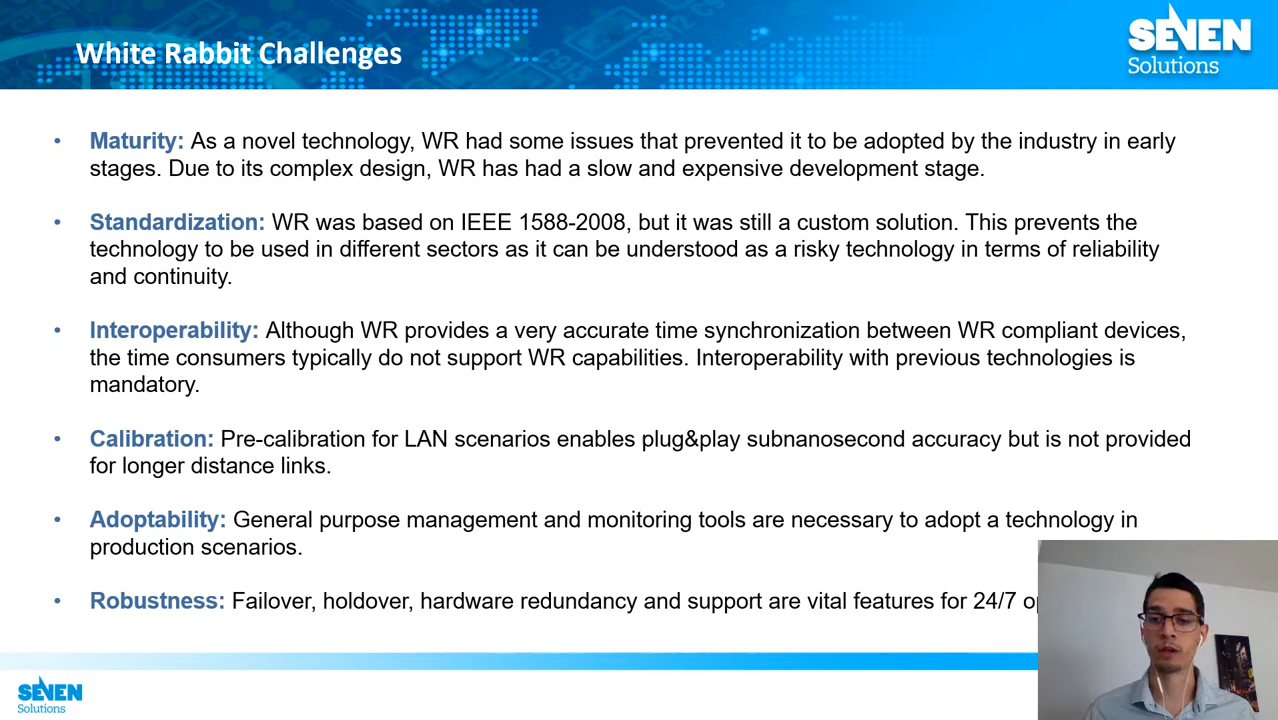 White Rabbit Challenges
SEVEN
Solutions
• Maturity: As a novel technology, WR had some issues that prevented it to be adopted by the industry in early
stages. Due to its complex design, WR has had a slow and expensive development stage.
• Standardization: WR was based on IEEE 1588-2008, but it was still a custom solution. This prevents the
technology to be used in different sectors as it can be understood as a risky technology in terms of reliability
and continuity.
• Interoperability: Although WR provides a very accurate time synchronization between WR compliant devices,
the time consumers typically do not support WR capabilities. Interoperability with previous technologies is
mandatory.
• Calibration: Pre-calibration for LAN scenarios enables plug&play subnanosecond accuracy but is not provided
for longer distance links.
• Adoptability: General purpose management and monitoring tools are necessary to adopt a technology in
production scenarios.
• Robustness: Failover, holdover, hardware redundancy and support are vital features for 24/7
SEVEN
Solutions